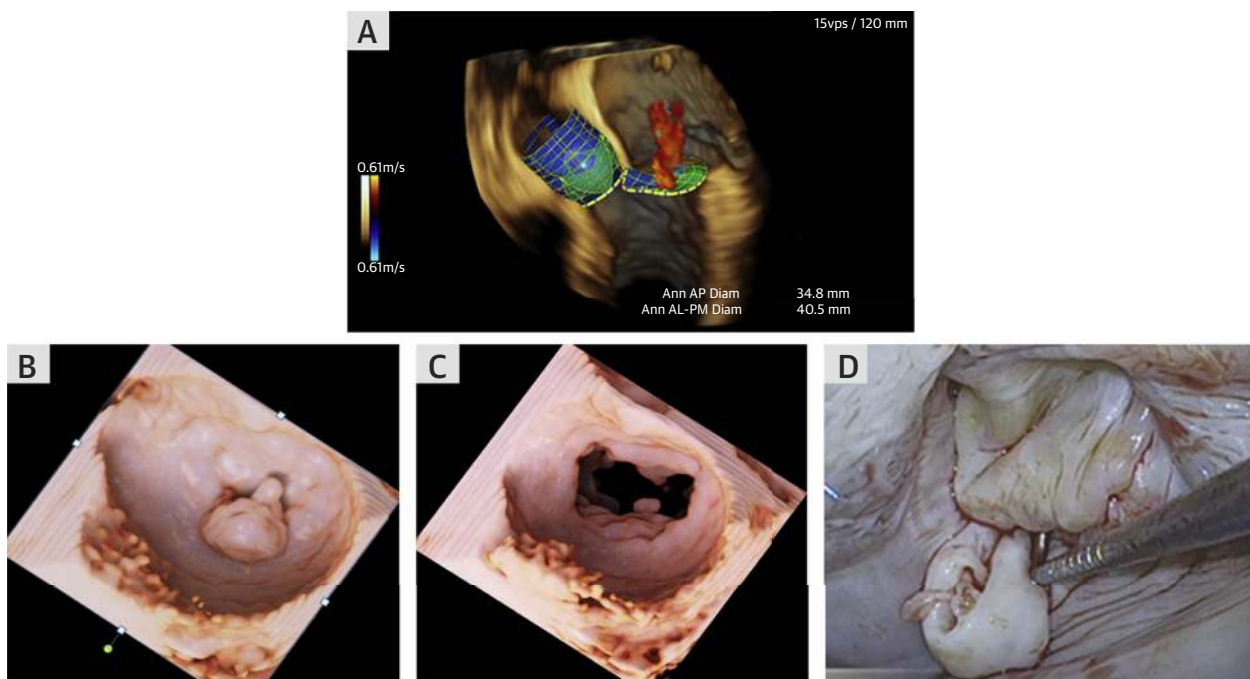 A
15vps / 120 mm
0.61m/s
0.61m/s
Ann AP Diam 34.8 mm
Ann AL-PM Diam 40.5 mm
B
C
D